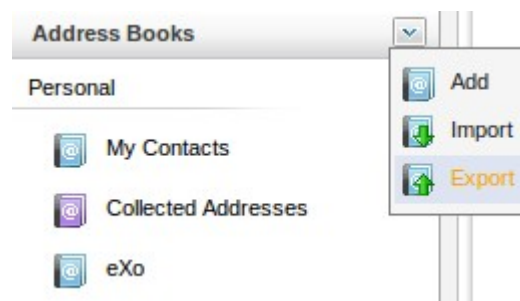 Address Books
Add
Personal
Import
My Contacts
Export
Collected Addresses
eXo